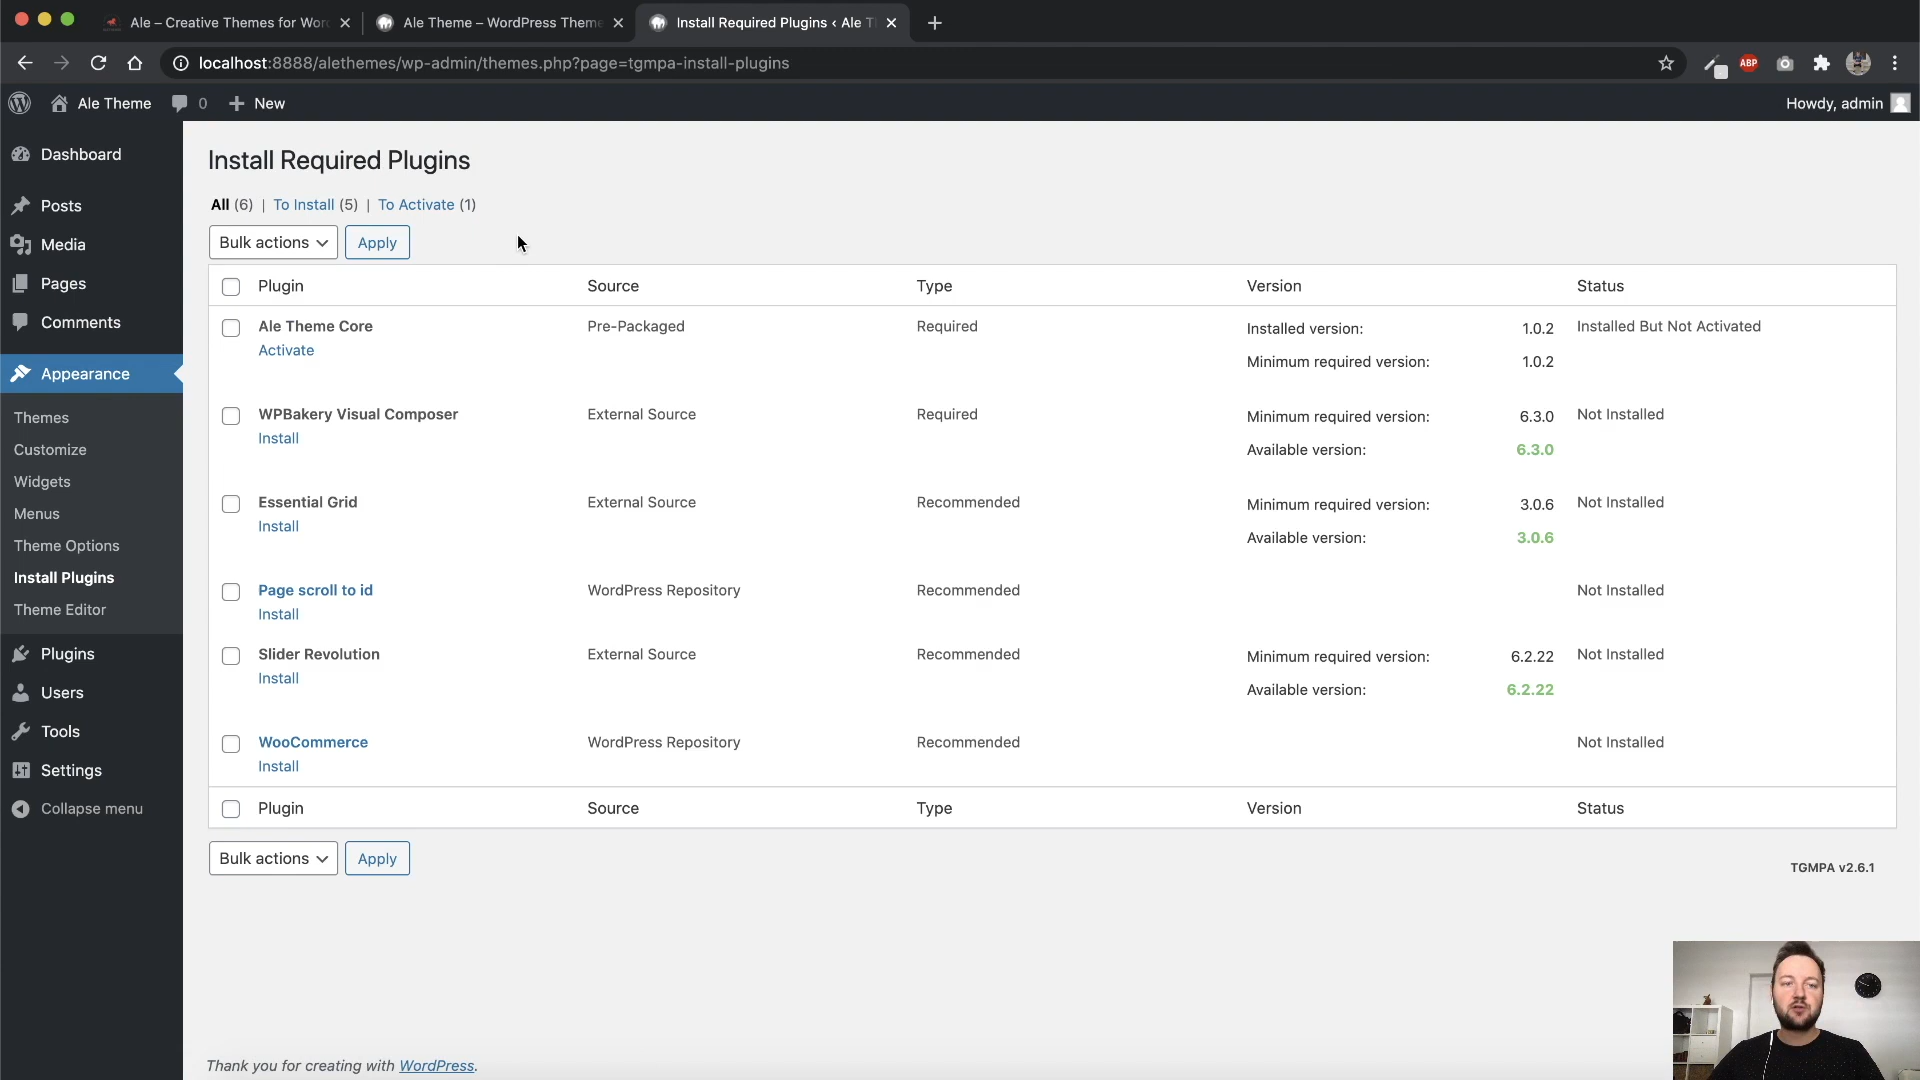 Ale – Creative Themes for Wor
Ale Theme – WordPress Theme
Install Required Plugins ‹ Ale T
localhost:8888/alethemes/wp-admin/themes.php?page=tgmpa-install-plugins
ABP
Ale Theme
0
New
Howdy, admin
Dashboard
Posts
Media
Pages
Comments
Appearance
Themes
Customize
Widgets
Menus
Theme Options
Install Plugins
Theme Editor
Plugins
Users
Tools
Settings
Collapse menu
Install Required Plugins
All (6) | To Install (5) | To Activate (1)
Bulk actions Apply
Plugin Source Type Version Status
Ale Theme Core Pre-Packaged Required Installed version: 1.0.2 Installed But Not Activated
Activate
Minimum required version: 1.0.2
WPBakery Visual Composer External Source Required Minimum required version: 6.3.0 Not Installed
Install
Available version: 6.3.0
Essential Grid External Source Recommended Minimum required version: 3.0.6 Not Installed
Install
Available version: 3.0.6
Page scroll to id WordPress Repository Recommended Not Installed
Install
Slider Revolution External Source Recommended Minimum required version: 6.2.22 Not Installed
Install
Available version: 6.2.22
WooCommerce WordPress Repository Recommended Not Installed
Install
Plugin Source Type Version Status
Bulk actions Apply
TGMPA v2.6.1
Thank you for creating with WordPress.